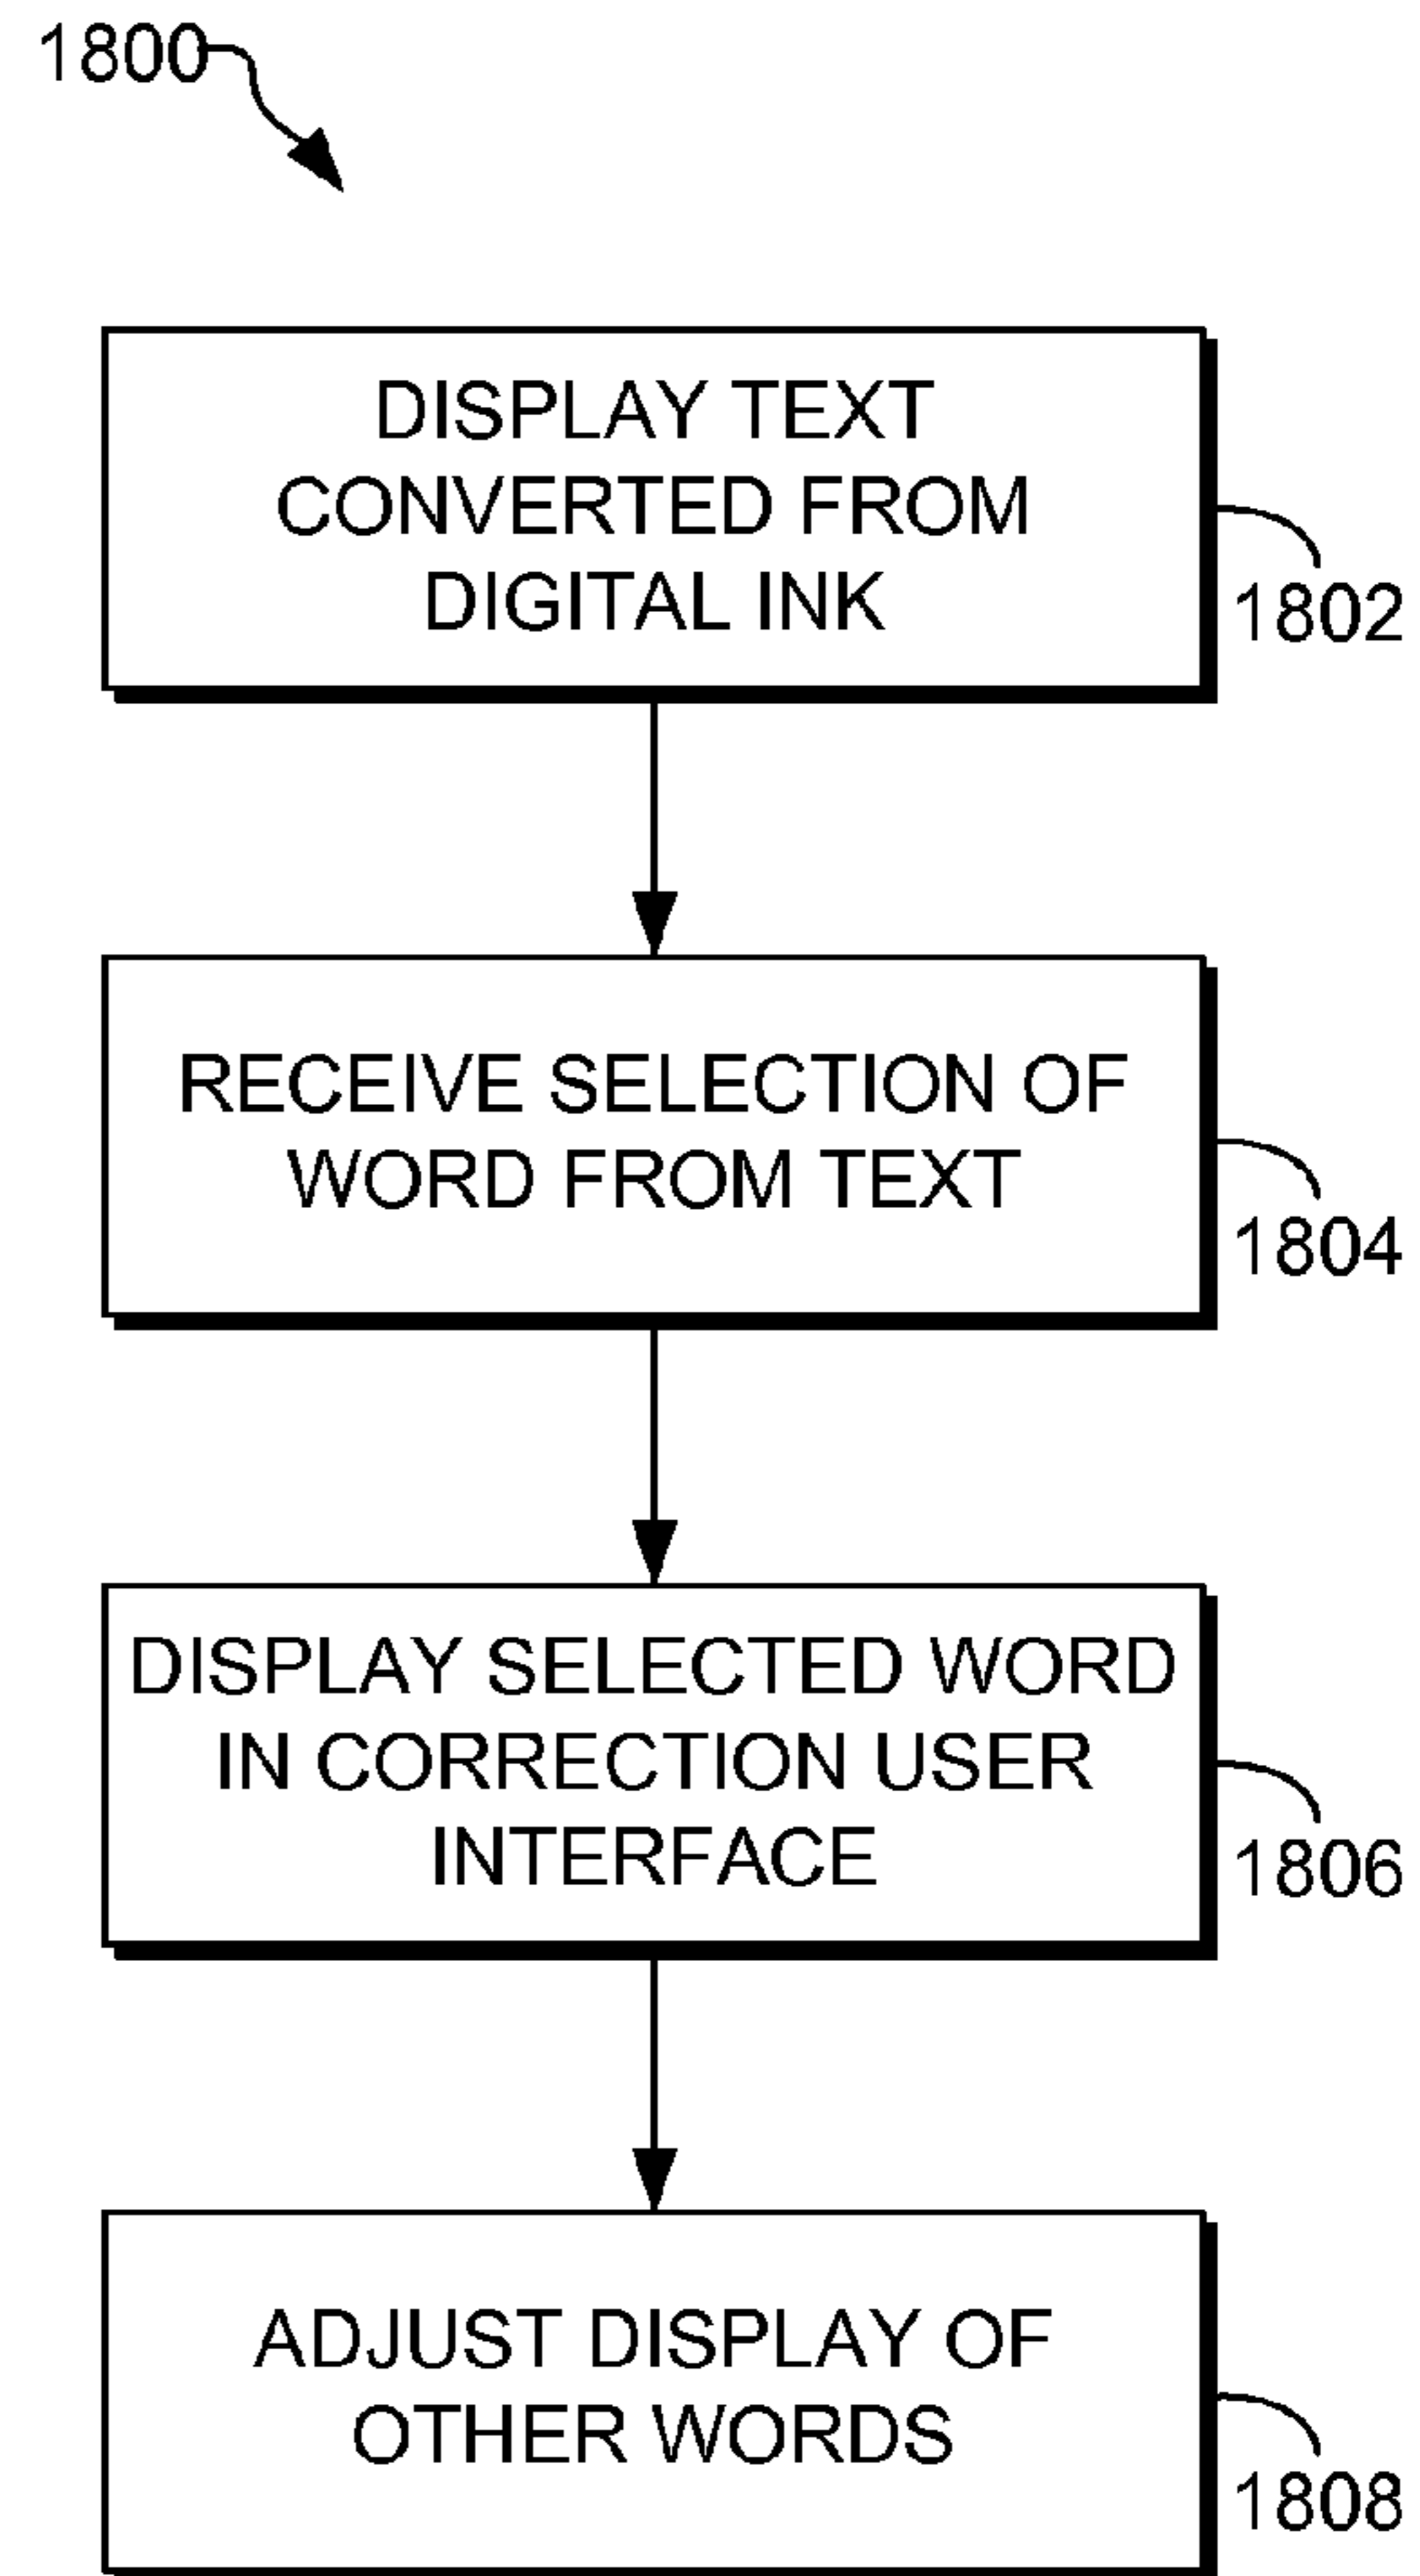 1800
DISPLAY TEXT
CONVERTED FROM
DIGITAL INK
1802
RECEIVE SELECTION OF
WORD FROM TEXT
1804
DISPLAY SELECTED WORD
IN CORRECTION USER
INTERFACE
1806
ADJUST DISPLAY OF
OTHER WORDS
1808